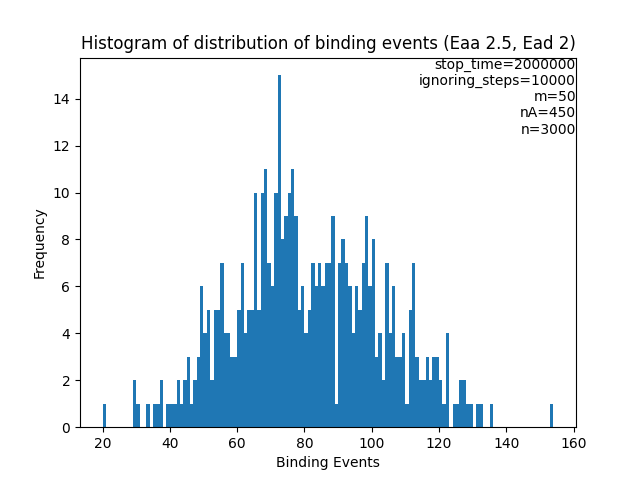 Histogram of distribution of binding events (Eaa 2.5, Ead 2)
stop_time=2000000
ignoring_steps=10000
m=50
nA=450
n=3000
14
12
10
8
6
4
2
0
Frequency
20 40 60 80 100 120 140 160
Binding Events